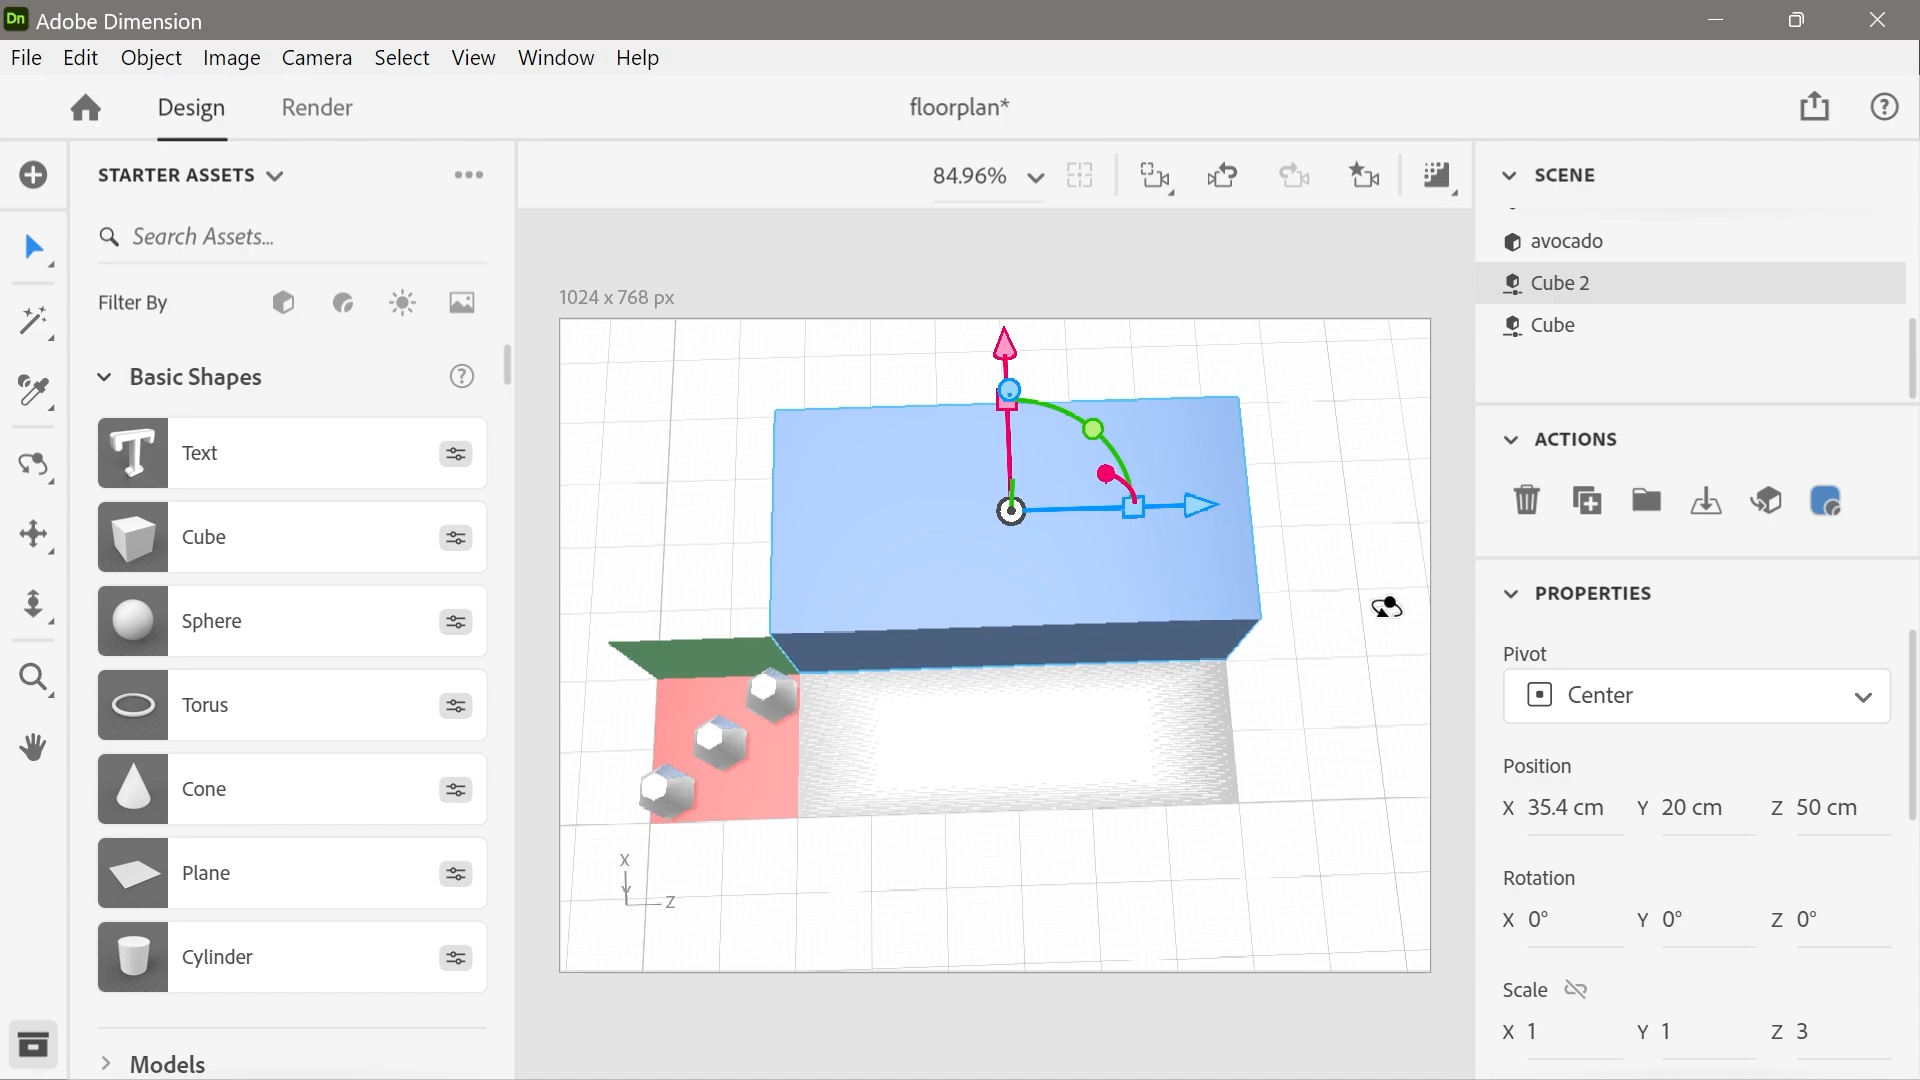 Dn Adobe Dimension
File Edit Object Image Camera Select View Window Help
Design Render floorplan*
STARTER ASSETS
Search Assets...
Filter By
Basic Shapes
Text
Cube
Sphere
Torus
Cone
Plane
Cylinder
Models
84.96%
1024 x 768 px
X
Y
Z
SCENE
avocado
Cube 2
Cube
ACTIONS
PROPERTIES
Pivot
Center
Position
X 35.4 cm Y 20 cm Z 50 cm
Rotation
X 0° Y 0° Z 0°
Scale
X 1 Y 1 Z 3